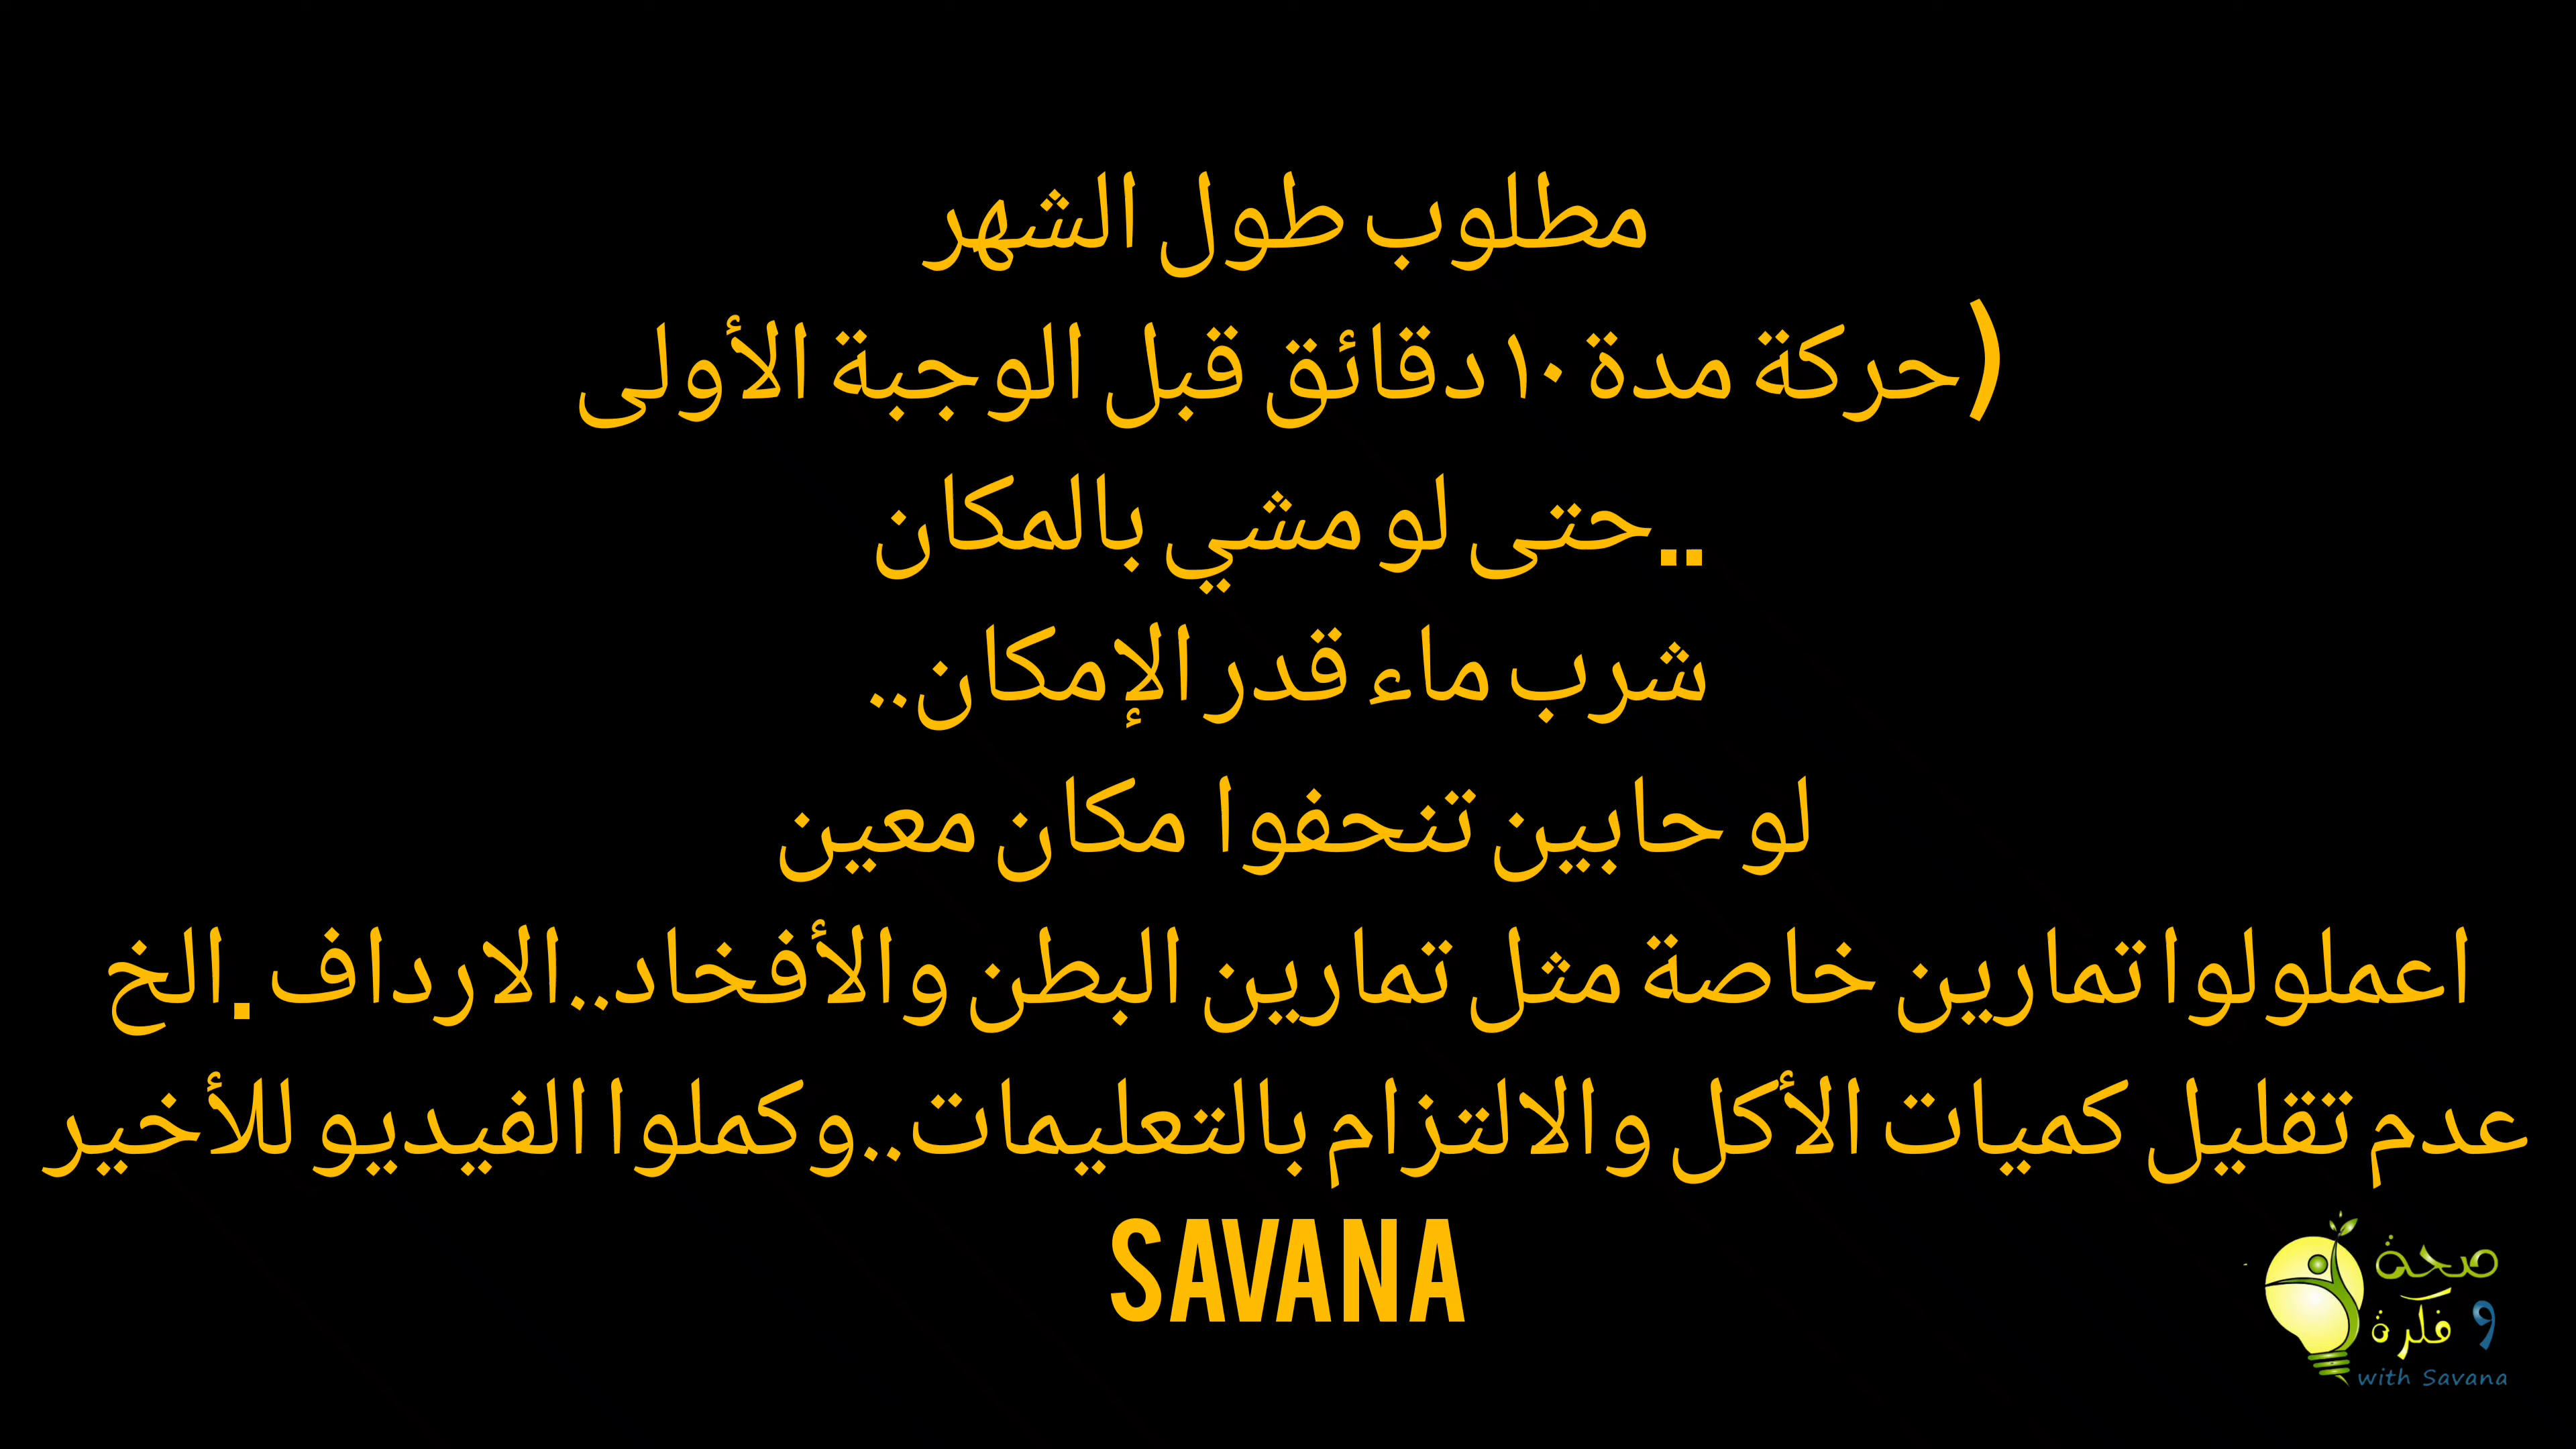 مطلوب طول الشهر
(حركة مدة ١٠ دقائق قبل الوجبة الأولى
..حتى لو مشي بالمكان
شرب ماء قدر الإمكان..
لو حابين تنحفوا مكان معين
اعملولوا تمارين خاصة مثل تمارين البطن والأفخاد..الارداف .الخ
عدم تقليل كميات الأكل والالتزام بالتعليمات..وكملوا الفيديو للأخير
SAVANA
صحة
و فكرة
with Savana